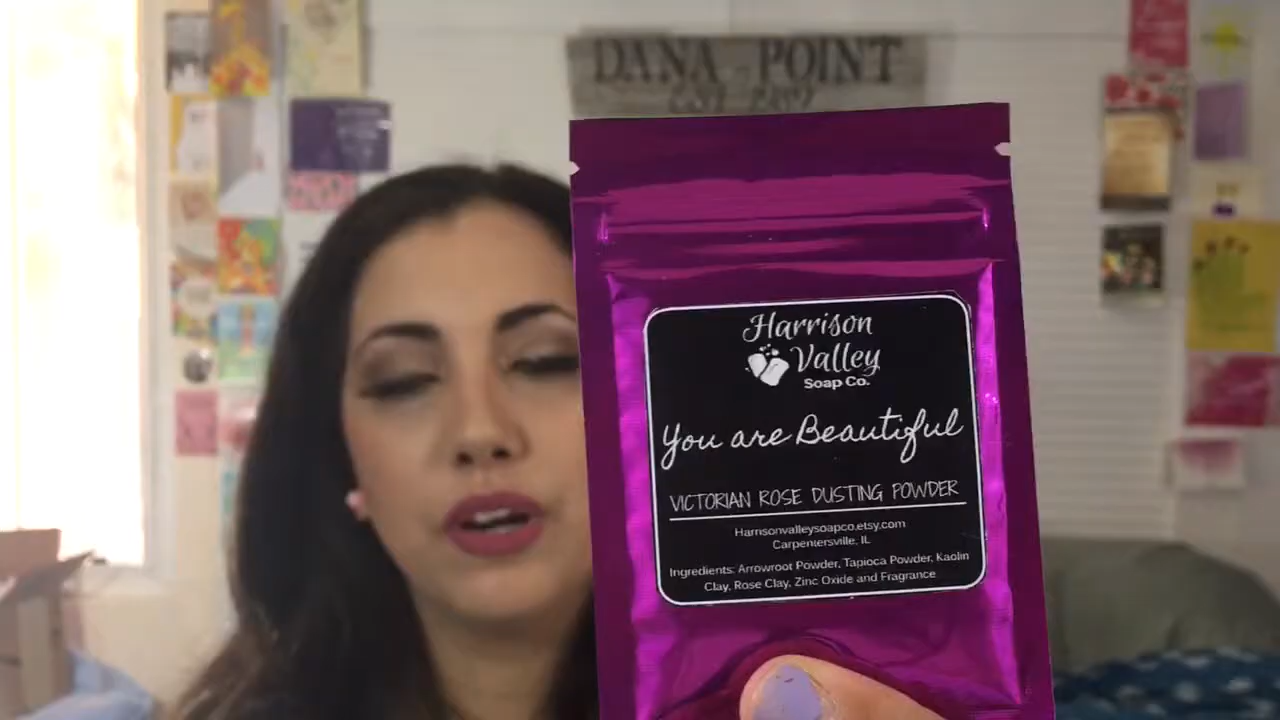 DANA POINT
Harrison
Valley
Soap Co.
You are Beautiful
VICTORIAN ROSE DUSTING POWDER
Harrisonvalleysoapco.etsy.com
Carpentersville, IL
Ingredients: Arrowroot Powder, Tapioca Powder, Kaolin
Clay, Rose Clay, Zinc Oxide and Fragrance